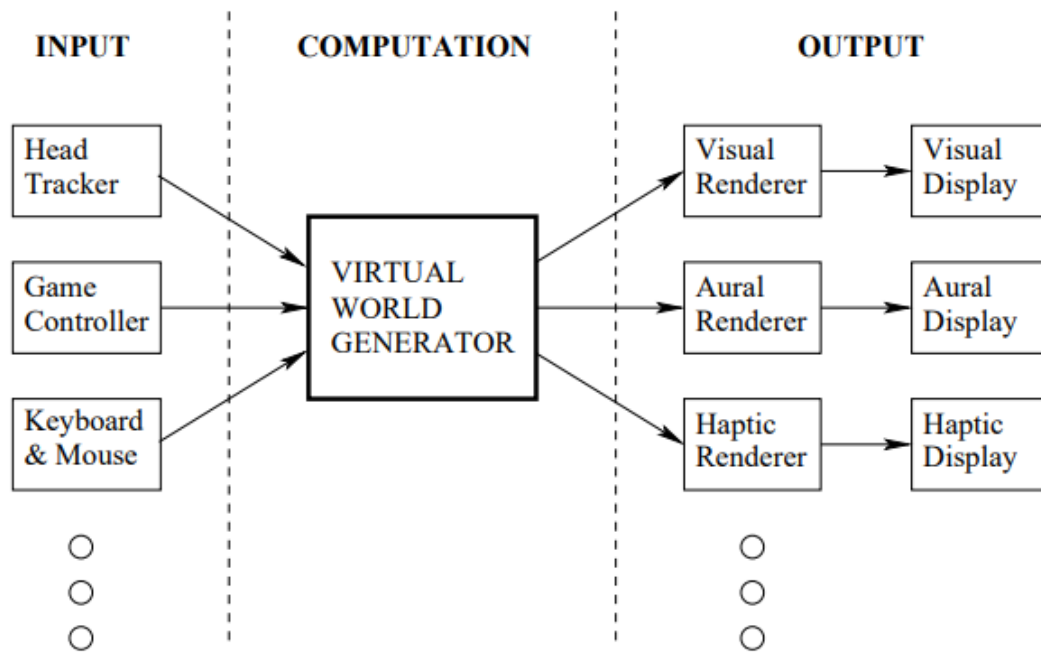 INPUT
COMPUTATION
OUTPUT
Head
Tracker
Game
Controller
Keyboard
& Mouse
VIRTUAL
WORLD
GENERATOR
Visual
Renderer
Visual
Display
Aural
Renderer
Aural
Display
Haptic
Renderer
Haptic
Display